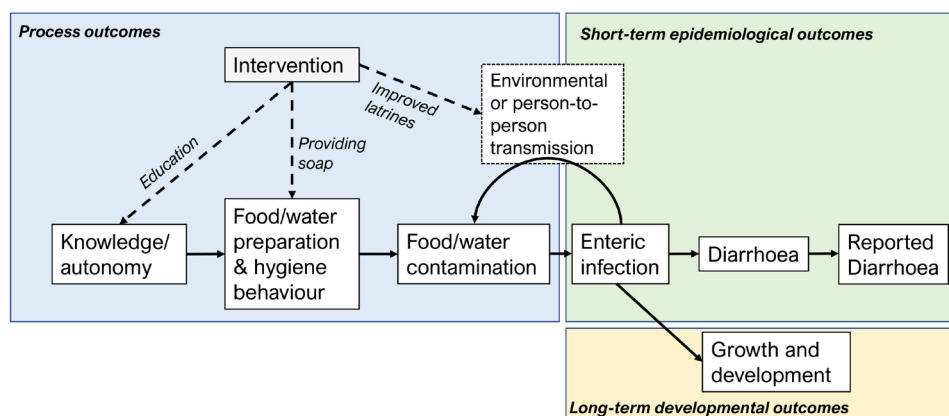 Process outcomes
Short-term epidemiological outcomes
Intervention
Improved
latrines
Environmental
or person-to-
person
transmission
Education
Providing
soap
Knowledge/
autonomy
Food/water
preparation
& hygiene
behaviour
Food/water
contamination
Enteric
infection
Diarrhoea
Reported
Diarrhoea
Growth and
development
Long-term developmental outcomes